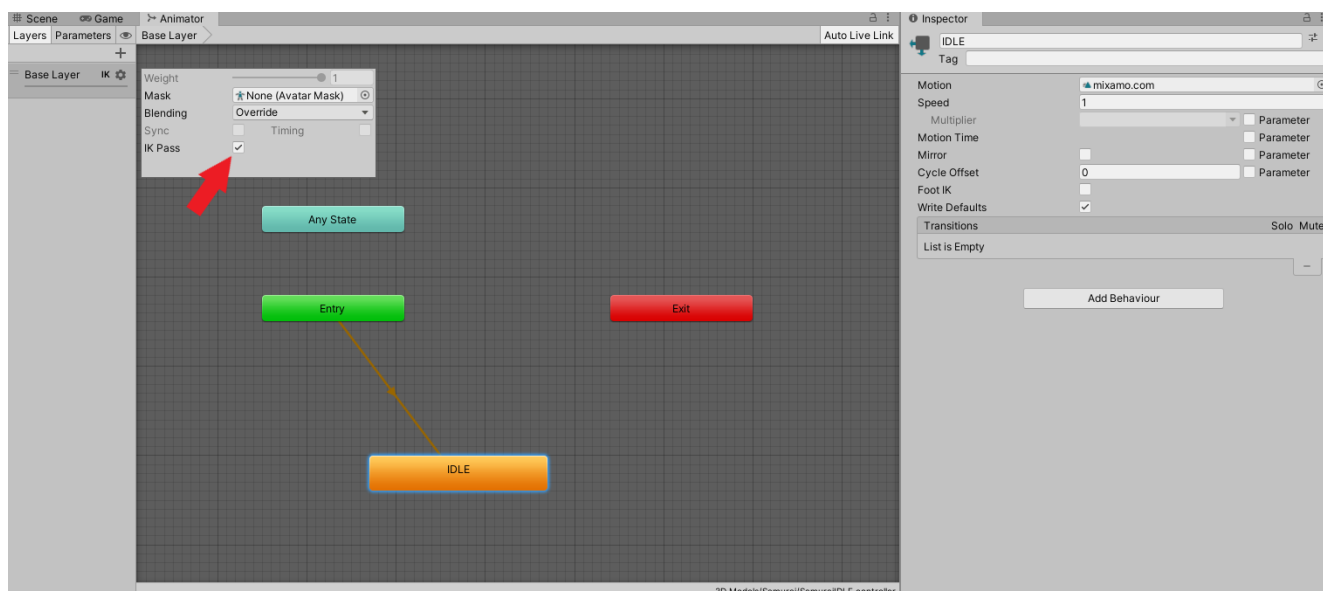 Scene Game Animator
Layers Parameters Base Layer Auto Live Link
Base Layer IK
Weight 1
Mask None (Avatar Mask)
Blending Override
Sync Timing
IK Pass
Any State
Entry
Exit
IDLE
Inspector
IDLE
Tag
Motion mixamo.com
Speed 1
Multiplier Parameter
Motion Time Parameter
Mirror Parameter
Cycle Offset 0 Parameter
Foot IK
Write Defaults
Transitions Solo Mute
List is Empty
Add Behaviour